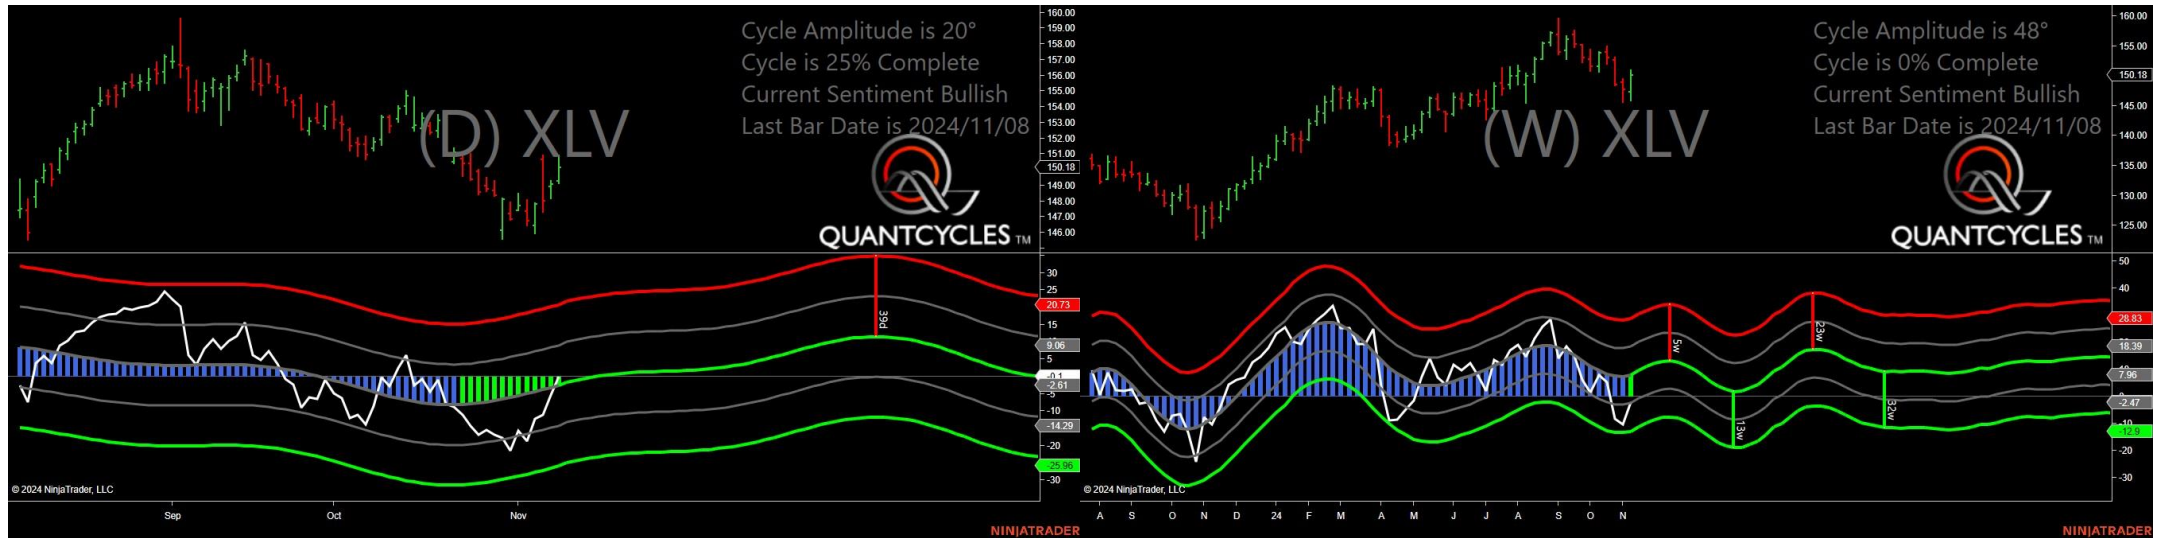 Cycle Amplitude is 20°
Cycle is 25% Complete
Current Sentiment Bullish
Last Bar Date is 2024/11/08
(D) XLV
QUANTCYCLES TM
160.00
159.00
158.00
157.00
156.00
155.00
154.00
153.00
152.00
151.00
150.18
149.00
148.00
147.00
146.00
39d
30
25
20.73
15
9.06
5
-0.1
-2.61
-5
-10
-14.29
-20
-25.96
-30
© 2024 NinjaTrader, LLC
Sep
Oct
Nov
NINJATRADER
Cycle Amplitude is 48°
Cycle is 0% Complete
Current Sentiment Bullish
Last Bar Date is 2024/11/08
(W) XLV
QUANTCYCLES TM
160.00
155.00
150.18
145.00
140.00
135.00
130.00
125.00
5w
13w
23w
32w
50
40
28.83
18.39
7.96
-2.47
-12.9
-20
-30
© 2024 NinjaTrader, LLC
A S O N D 24 F M A M J J A S O N
NINJATRADER